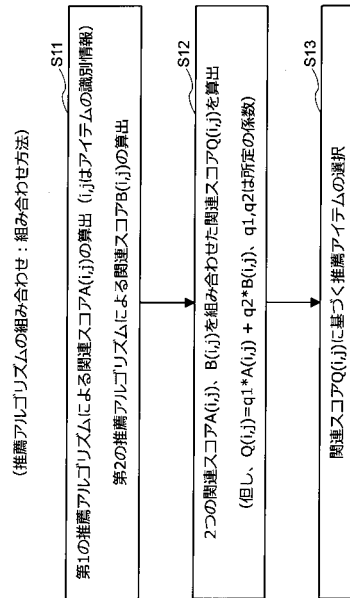 (推薦アルゴリズムの組み合わせ：組み合わせ方法)
S11
第1の推薦アルゴリズムによる関連スコアA(i,j)の算出 (i,jはアイテムの識別情報)
第2の推薦アルゴリズムによる関連スコアB(i,j)の算出
S12
2つの関連スコアA(i,j)、B(i,j)を組み合わせた関連スコアQ(i,j)を算出
(但し、Q(i,j)=q1*A(i,j) + q2*B(i,j)、q1,q2は所定の係数)
S13
関連スコアQ(i,j)に基づく推薦アイテムの選択